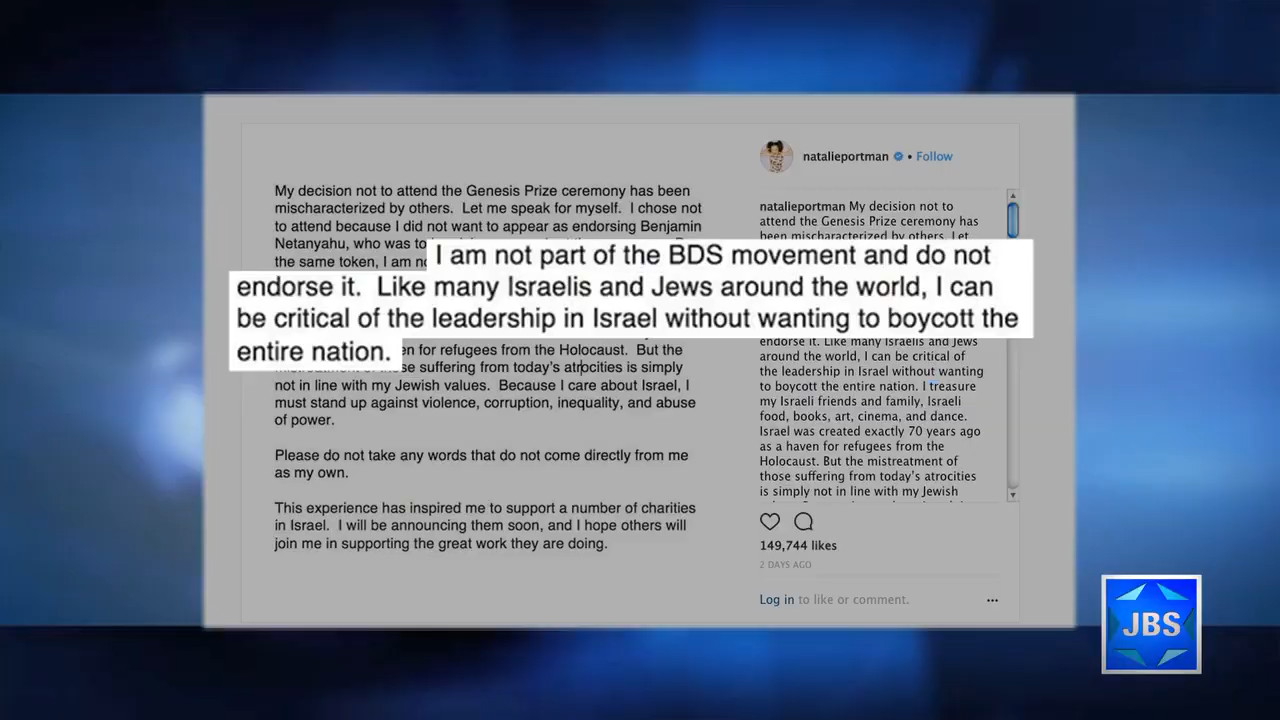 My decision not to attend the Genesis Prize ceremony has been
mischaracterized by others.  Let me speak for myself.  I chose not
to attend because I did not want to appear as endorsing Benjamin
Netanyahu, who was to
the same token, I am
I am not part of the BDS movement and do not
endorse it.  Like many Israelis and Jews around the world, I can
be critical of the leadership in Israel without wanting to boycott the
entire nation.
for refugees from the Holocaust.  But the
suffering from today's atrocities is simply
not in line with my Jewish values.  Because I care about Israel, I
must stand up against violence, corruption, inequality, and abuse
of power.
Please do not take any words that do not come directly from me
as my own.
This experience has inspired me to support a number of charities
in Israel.  I will be announcing them soon, and I hope others will
join me in supporting the great work they are doing.
natalieportman • Follow
natalieportman My decision not to
attend the Genesis Prize ceremony has
been mischaracterized by others. Let
endorse it. Like many Israelis and Jews
around the world, I can be critical of
the leadership in Israel without wanting
to boycott the entire nation. I treasure
my Israeli friends and family, Israeli
food, books, art, cinema, and dance.
Israel was created exactly 70 years ago
as a haven for refugees from the
Holocaust. But the mistreatment of
those suffering from today's atrocities
is simply not in line with my Jewish
149,744 likes
2 DAYS AGO
Log in to like or comment.
JBS